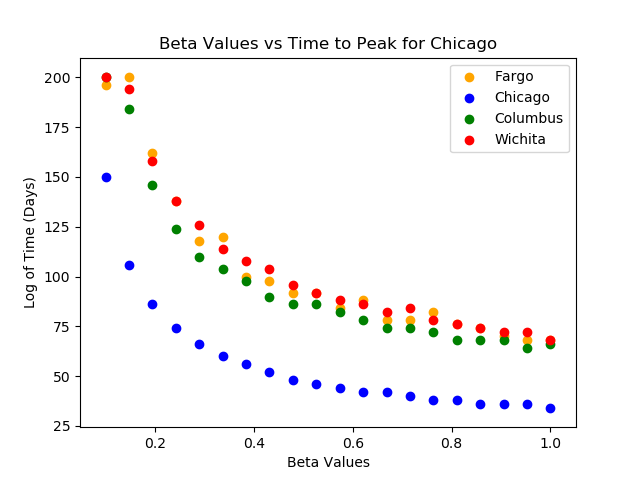 Beta Values vs Time to Peak for Chicago
Fargo
Chicago
Columbus
Wichita
Log of Time (Days)
200
175
150
125
100
75
50
25
0.2 0.4 0.6 0.8 1.0
Beta Values